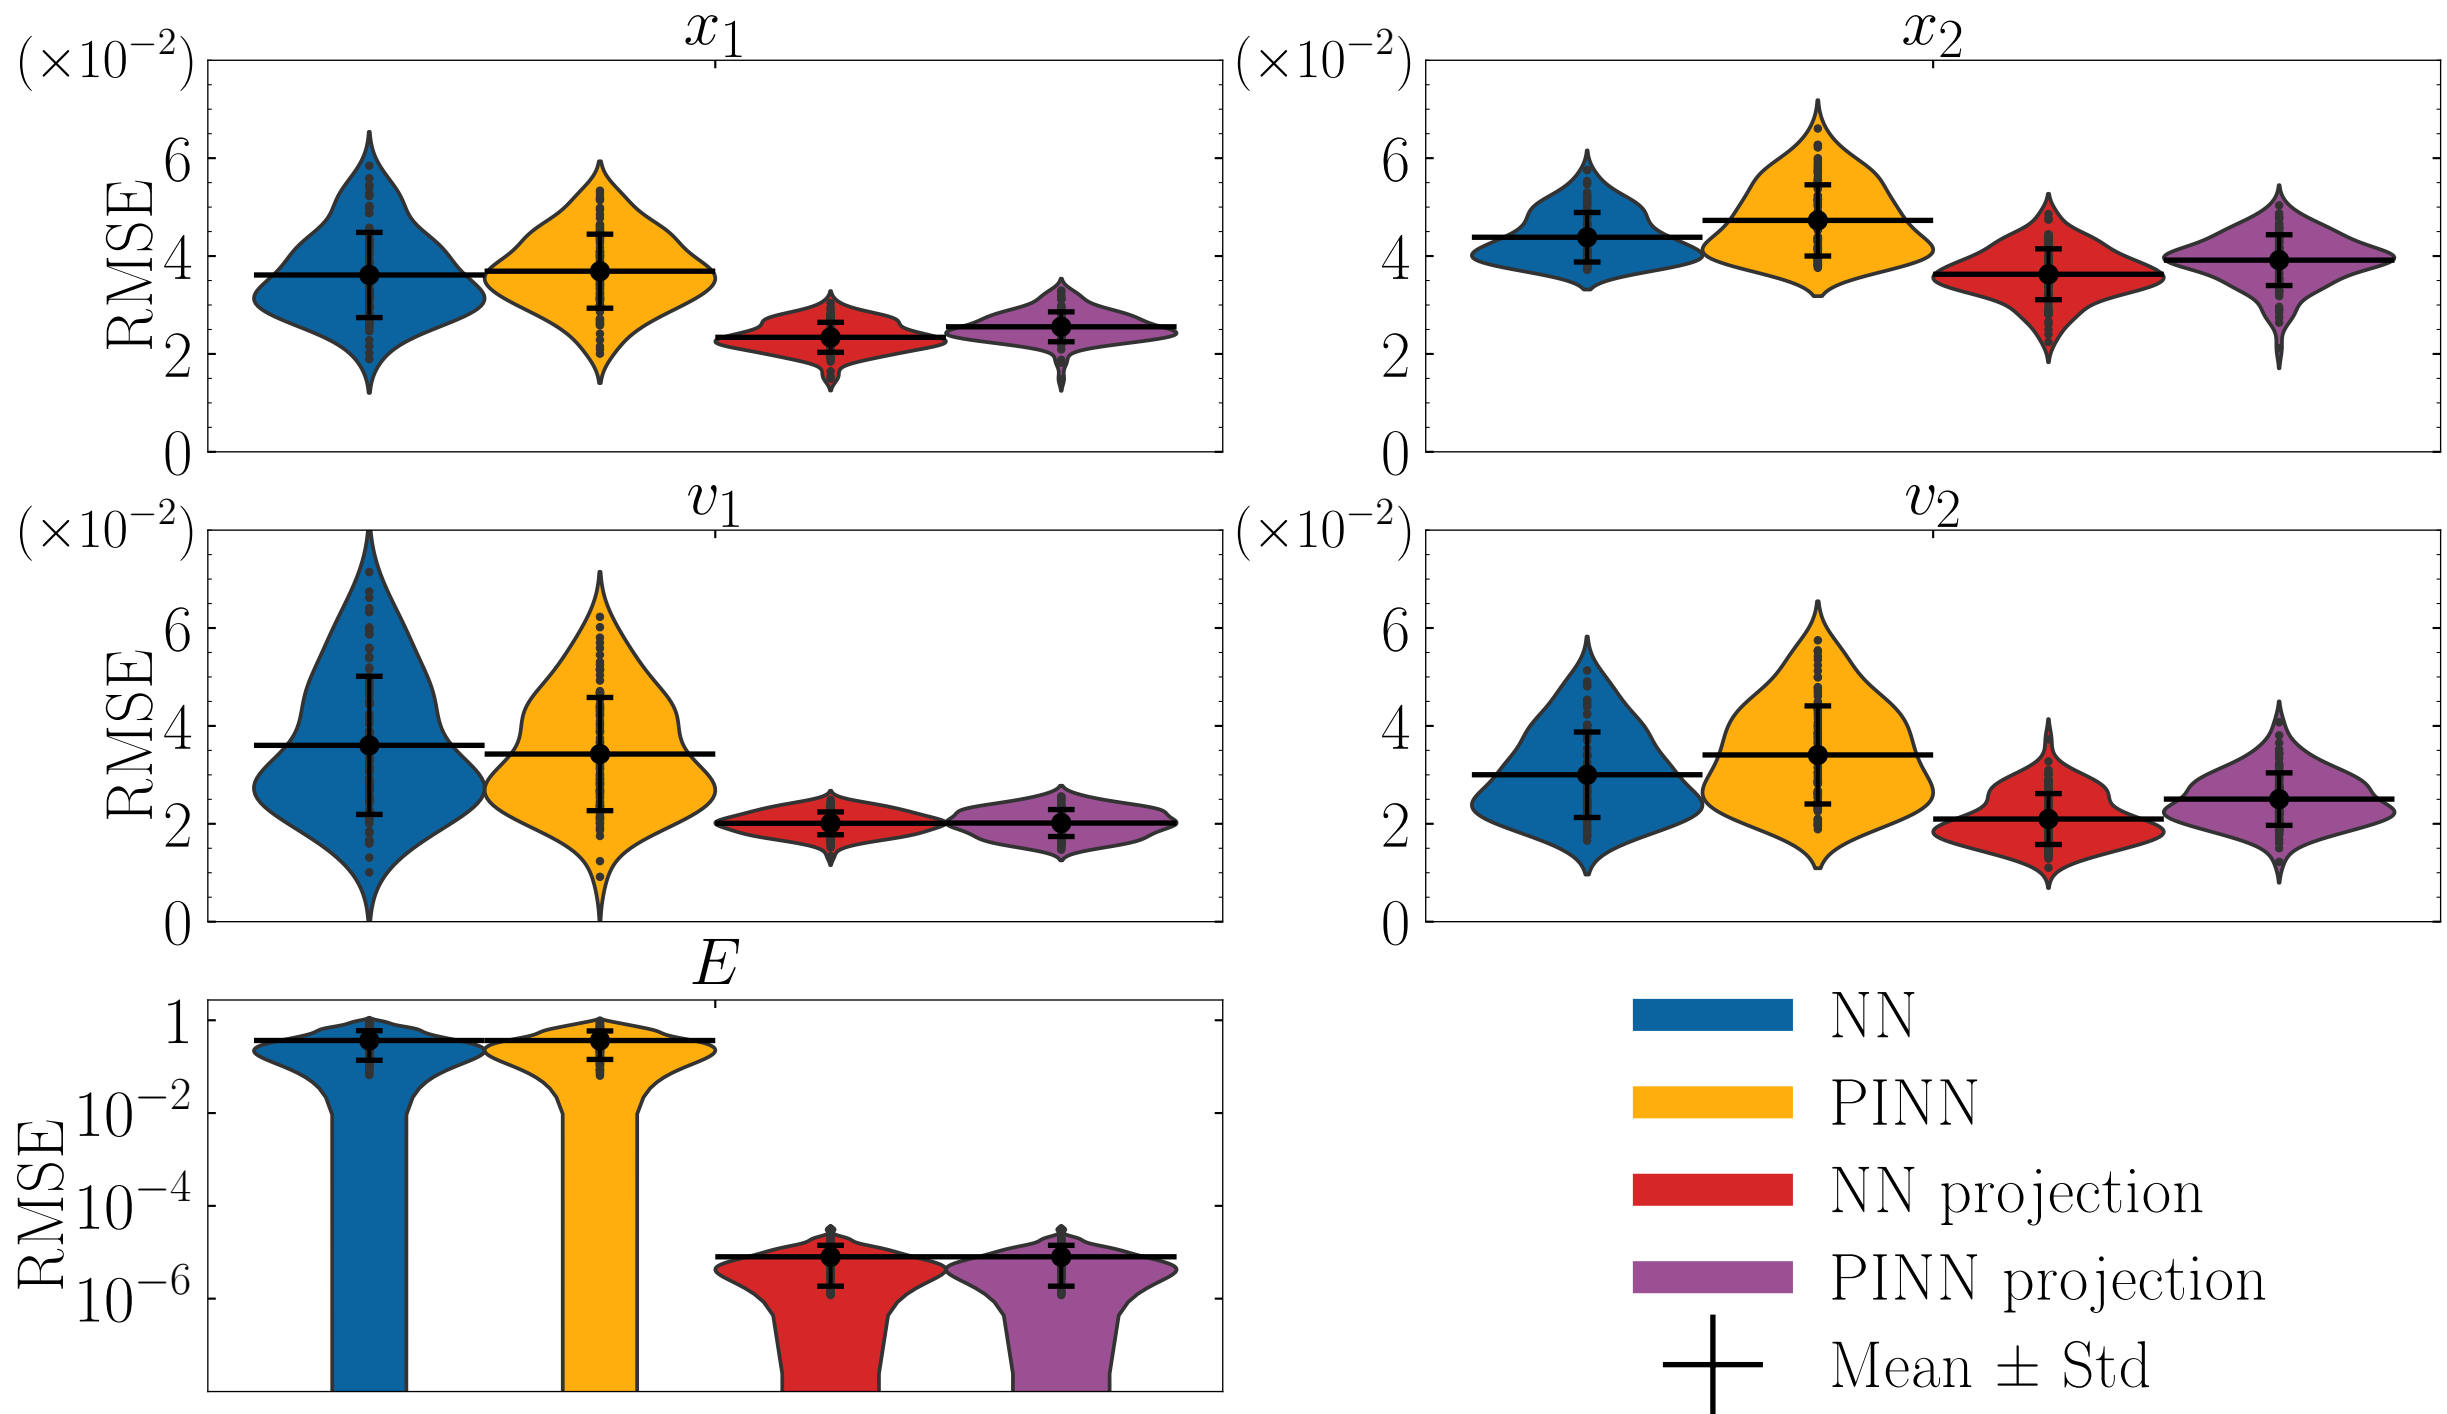 x₁
(×10⁻²)
6
4
2
0
RMSE
x₂
(×10⁻²)
6
4
2
0
v₁
(×10⁻²)
6
4
2
0
RMSE
v₂
(×10⁻²)
6
4
2
0
E
1
10⁻²
10⁻⁴
10⁻⁶
RMSE
NN
PINN
NN projection
PINN projection
Mean ± Std